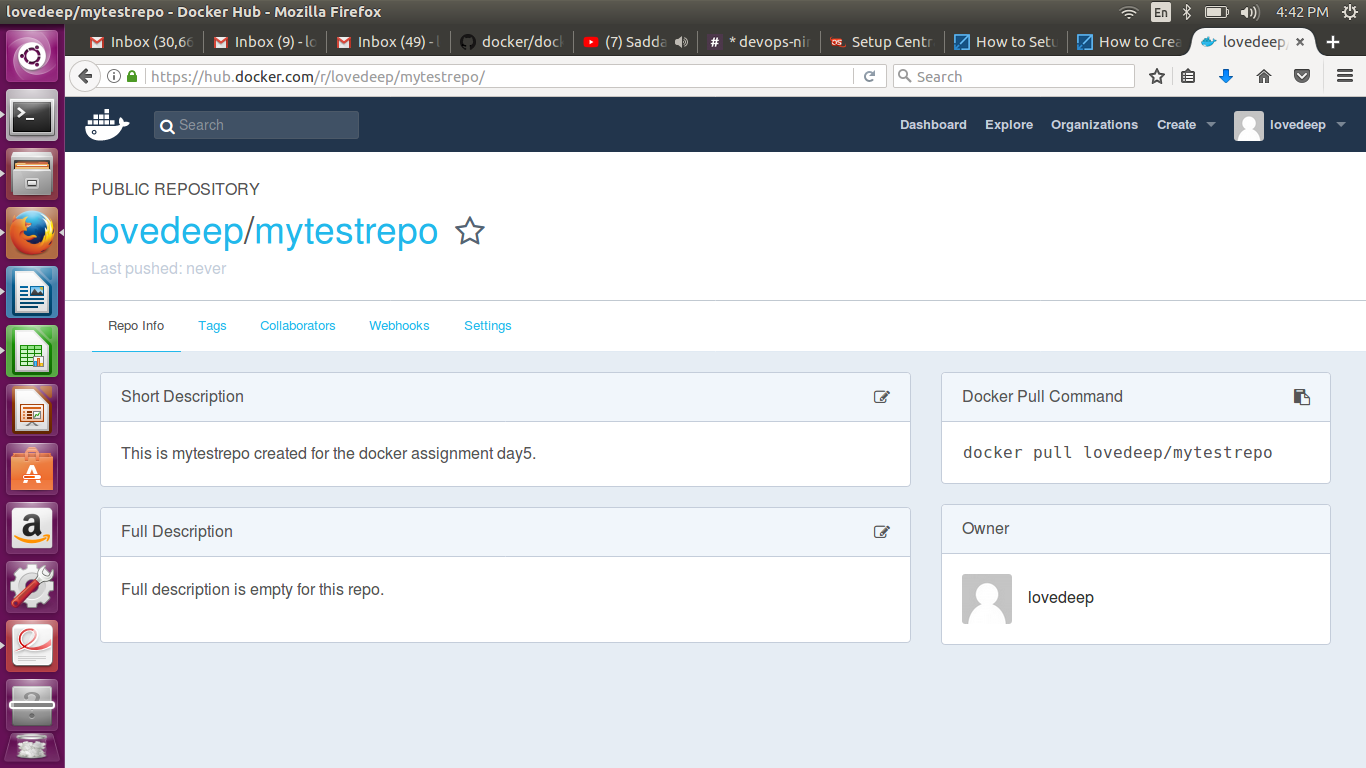 lovedeep/mytestrepo - Docker Hub - Mozilla Firefox
En
4:42 PM
Inbox (30,66
Inbox (9) - lo
Inbox (49) - l
docker/dock
(7) Sadda
* devops-nin
Setup Centr
How to Setu
How to Crea
lovedeep/
https://hub.docker.com/r/lovedeep/mytestrepo/
Search
Search
Dashboard
Explore
Organizations
Create
lovedeep
PUBLIC REPOSITORY
lovedeep/mytestrepo
Last pushed: never
Repo Info
Tags
Collaborators
Webhooks
Settings
Short Description
This is mytestrepo created for the docker assignment day5.
Full Description
Full description is empty for this repo.
Docker Pull Command
docker pull lovedeep/mytestrepo
Owner
lovedeep